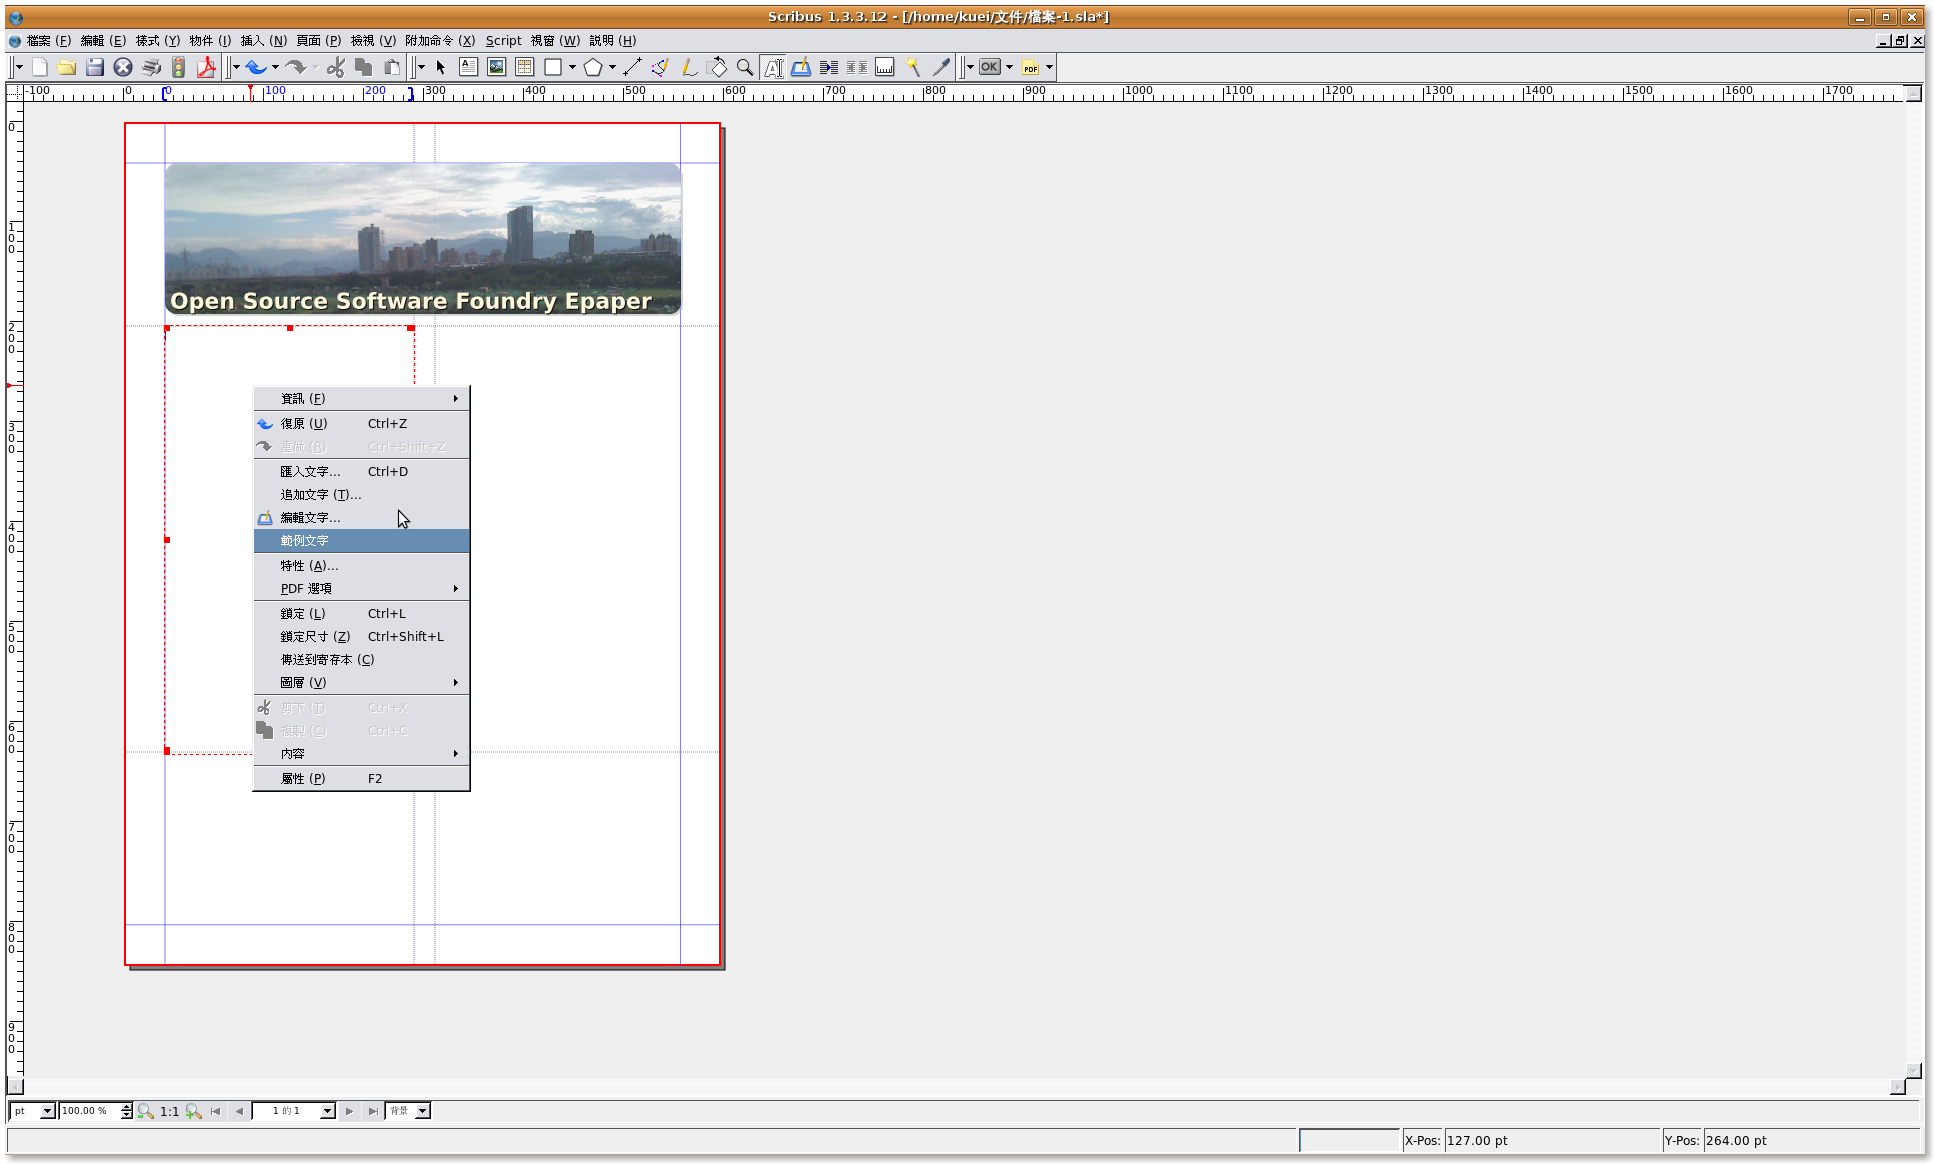 Scribus 1.3.3.12 - [/home/kuei/文件/檔案-1.sla*]
檔案 (F) 編輯 (E) 樣式 (Y) 物件 (I) 插入 (N) 頁面 (P) 檢視 (V) 附加命令 (X) Script 視窗 (W) 説明 (H)
OK PDF
-100 0 0 100 200 300 400 500 600 700 800 900 1000 1100 1200 1300 1400 1500 1600 1700
0
100
200
300
400
500
600
700
800
900
Open Source Software Foundry Epaper
資訊 (F)
復原 (U) Ctrl+Z
重做 (R) Ctrl+Shift+Z
匯入文字... Ctrl+D
追加文字 (T)...
編輯文字...
範例文字
特性 (A)...
PDF 選項
鎖定 (L) Ctrl+L
鎖定尺寸 (Z) Ctrl+Shift+L
傳送到寄存本 (C)
圖層 (V)
剪下 (T) Ctrl+X
複製 (C) Ctrl+C
內容
屬性 (P) F2
pt 100.00 % 1:1 1 的 1 背景
X-Pos: 127.00 pt Y-Pos: 264.00 pt